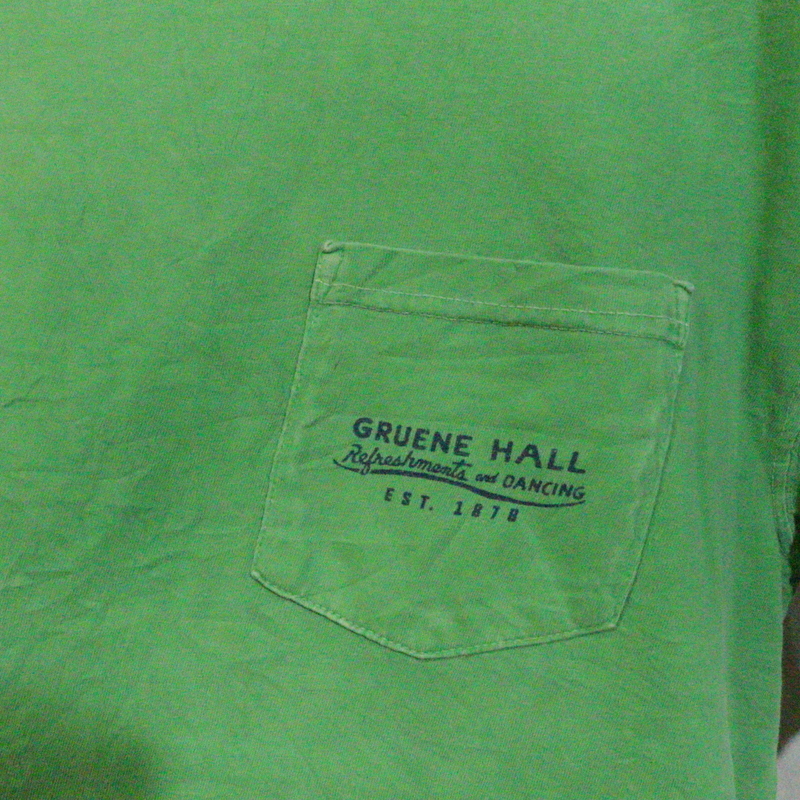 GRUENE HALL
Refreshments and DANCING
EST. 1878